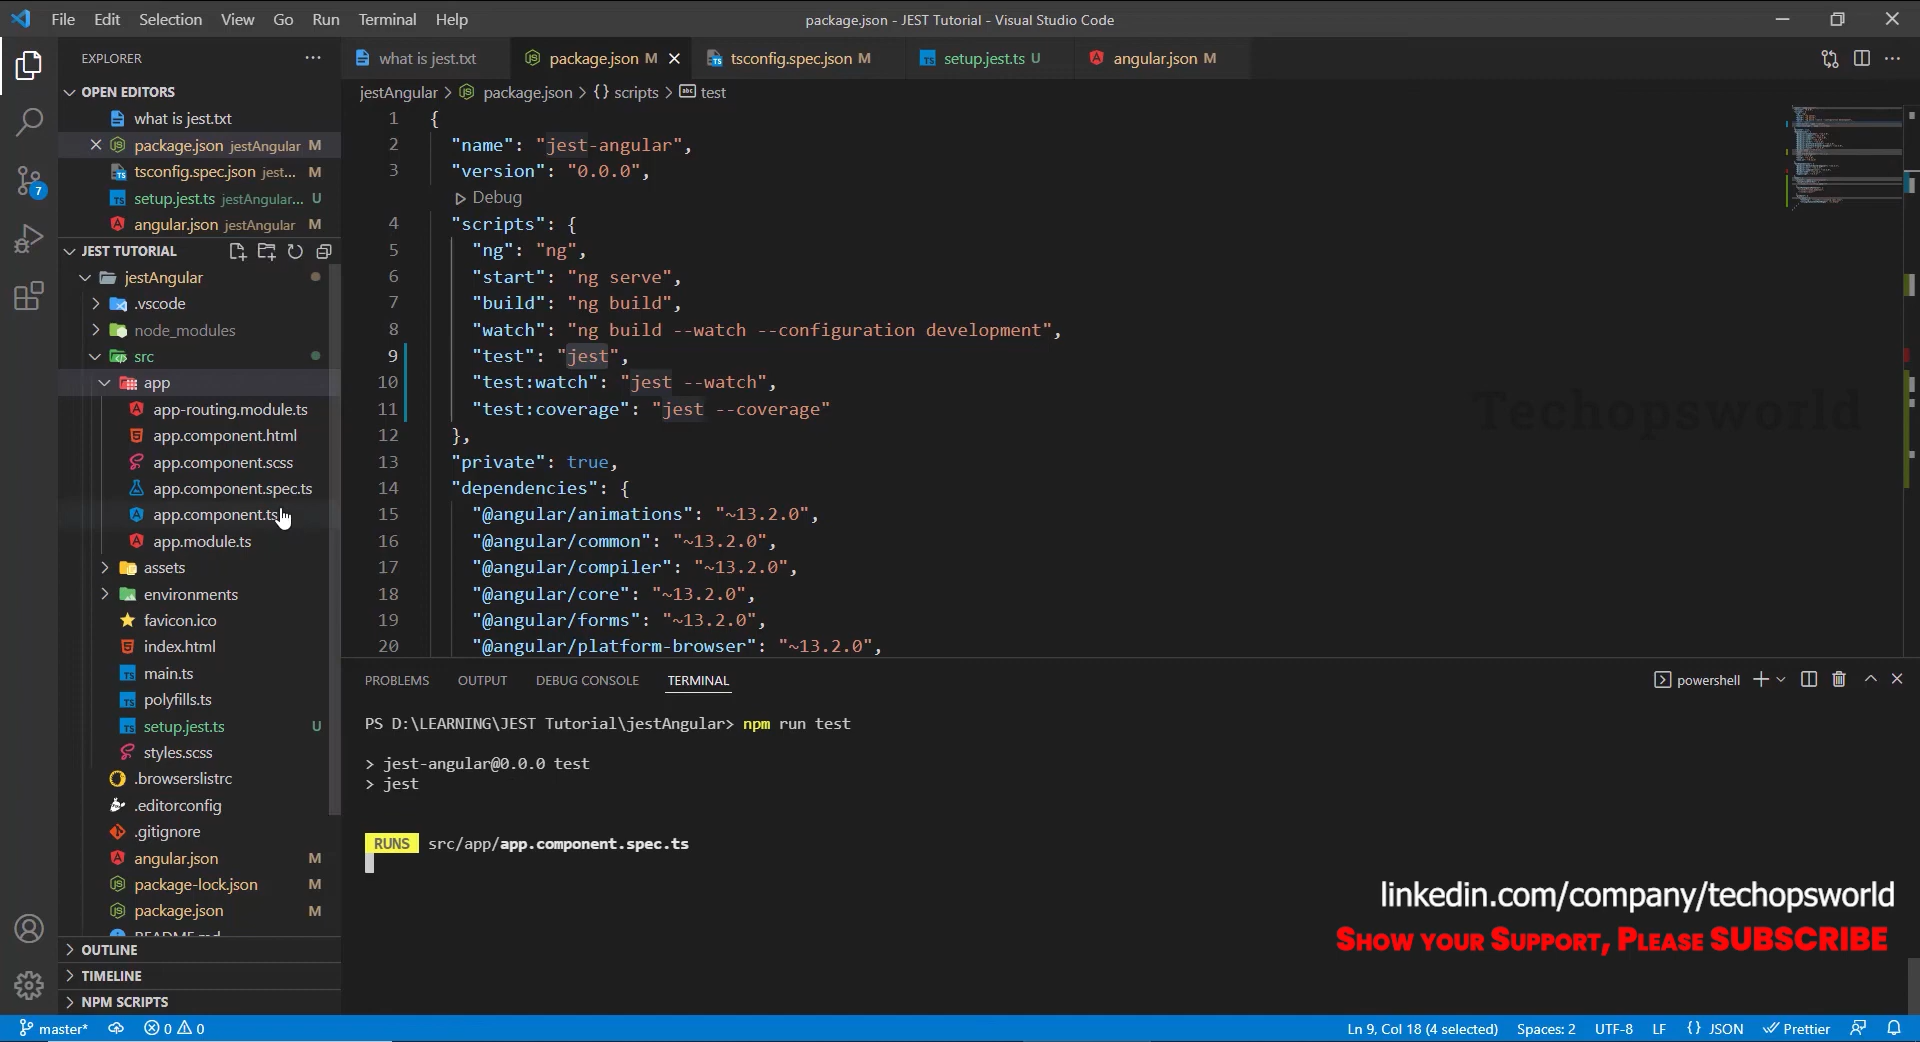 File Edit Selection View Go Run Terminal Help
package.json - JEST Tutorial - Visual Studio Code
EXPLORER
what is jest.txt
package.json M
tsconfig.spec.json M
setup.jest.ts U
angular.json M
OPEN EDITORS
what is jest.txt
package.json jestAngular M
tsconfig.spec.json jest... M
setup.jest.ts jestAngular... U
angular.json jestAngular M
JEST TUTORIAL
jestAngular
.vscode
node_modules
src
app
app-routing.module.ts
app.component.html
app.component.scss
app.component.spec.ts
app.component.ts
app.module.ts
assets
environments
favicon.ico
index.html
main.ts
polyfills.ts
setup.jest.ts U
styles.scss
.browserslistrc
.editorconfig
.gitignore
angular.json M
package-lock.json M
package.json M
OUTLINE
TIMELINE
NPM SCRIPTS
7
jestAngular > package.json > {} scripts > test
1 {
2 "name": "jest-angular",
3 "version": "0.0.0",
Debug
4 "scripts": {
5 "ng": "ng",
6 "start": "ng serve",
7 "build": "ng build",
8 "watch": "ng build --watch --configuration development",
9 "test": "jest",
10 "test:watch": "jest --watch",
11 "test:coverage": "jest --coverage"
12 },
13 "private": true,
14 "dependencies": {
15 "@angular/animations": "~13.2.0",
16 "@angular/common": "~13.2.0",
17 "@angular/compiler": "~13.2.0",
18 "@angular/core": "~13.2.0",
19 "@angular/forms": "~13.2.0",
20 "@angular/platform-browser": "~13.2.0",
Techopsworld
PROBLEMS OUTPUT DEBUG CONSOLE TERMINAL
powershell
PS D:\LEARNING\JEST Tutorial\jestAngular> npm run test
> jest-angular@0.0.0 test
> jest
RUNS src/app/app.component.spec.ts
linkedin.com/company/techopsworld
Show your Support, Please SUBSCRIBE
master* 0 0
Ln 9, Col 18 (4 selected) Spaces: 2 UTF-8 LF {} JSON Prettier